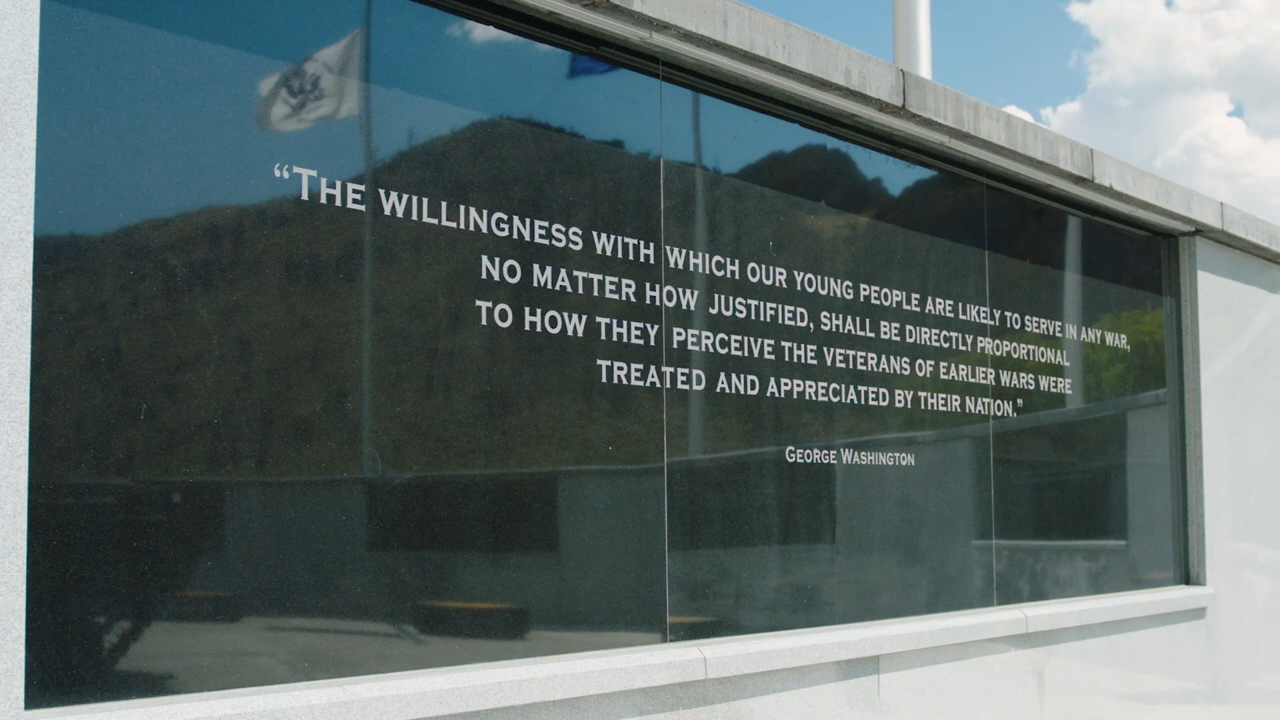 “THE WILLINGNESS WITH WHICH OUR YOUNG PEOPLE ARE LIKELY TO SERVE IN ANY WAR,
NO MATTER HOW JUSTIFIED, SHALL BE DIRECTLY PROPORTIONAL
TO HOW THEY PERCEIVE THE VETERANS OF EARLIER WARS WERE
TREATED AND APPRECIATED BY THEIR NATION.”
GEORGE WASHINGTON